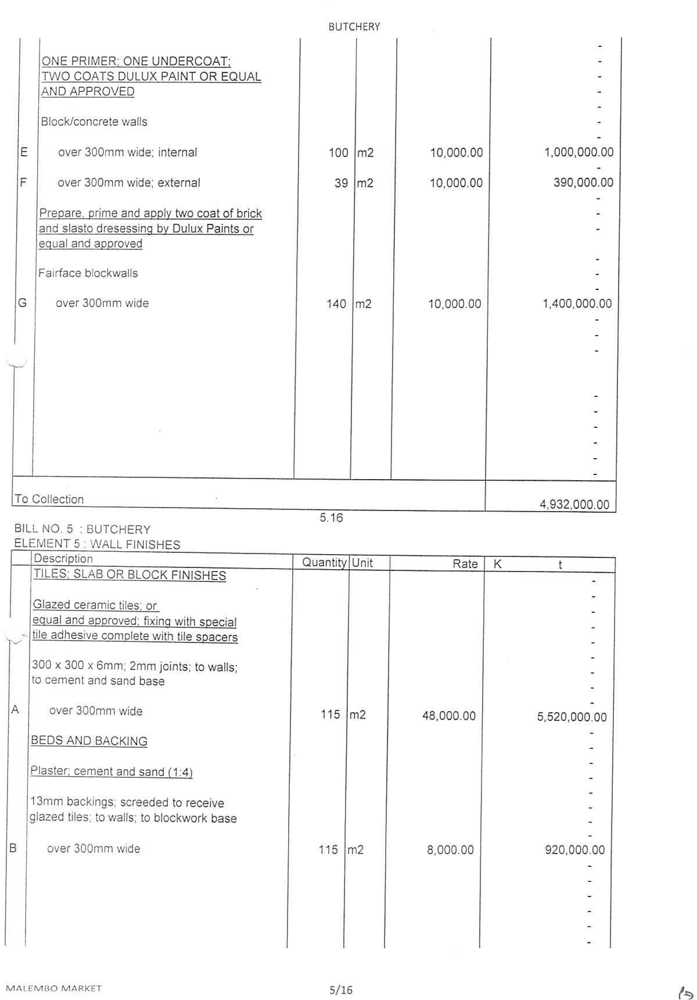 BUTCHERY
ONE PRIMER; ONE UNDERCOAT;
TWO COATS DULUX PAINT OR EQUAL
AND APPROVED
Block/concrete walls
E over 300mm wide; internal 100 m2 10,000.00 1,000,000.00
F over 300mm wide; external 39 m2 10,000.00 390,000.00
Prepare, prime and apply two coat of brick
and slasto dresessing by Dulux Paints or
equal and approved
Fairface blockwalls
G over 300mm wide 140 m2 10,000.00 1,400,000.00
To Collection 4,932,000.00
5.16
BILL NO. 5 : BUTCHERY
ELEMENT 5 : WALL FINISHES
Description Quantity Unit Rate K t
TILES; SLAB OR BLOCK FINISHES
Glazed ceramic tiles; or
equal and approved; fixing with special
tile adhesive complete with tile spacers
300 x 300 x 6mm; 2mm joints; to walls;
to cement and sand base
A over 300mm wide 115 m2 48,000.00 5,520,000.00
BEDS AND BACKING
Plaster; cement and sand (1:4)
13mm backings; screeded to receive
glazed tiles; to walls; to blockwork base
B over 300mm wide 115 m2 8,000.00 920,000.00
MALEMBO MARKET 5/16